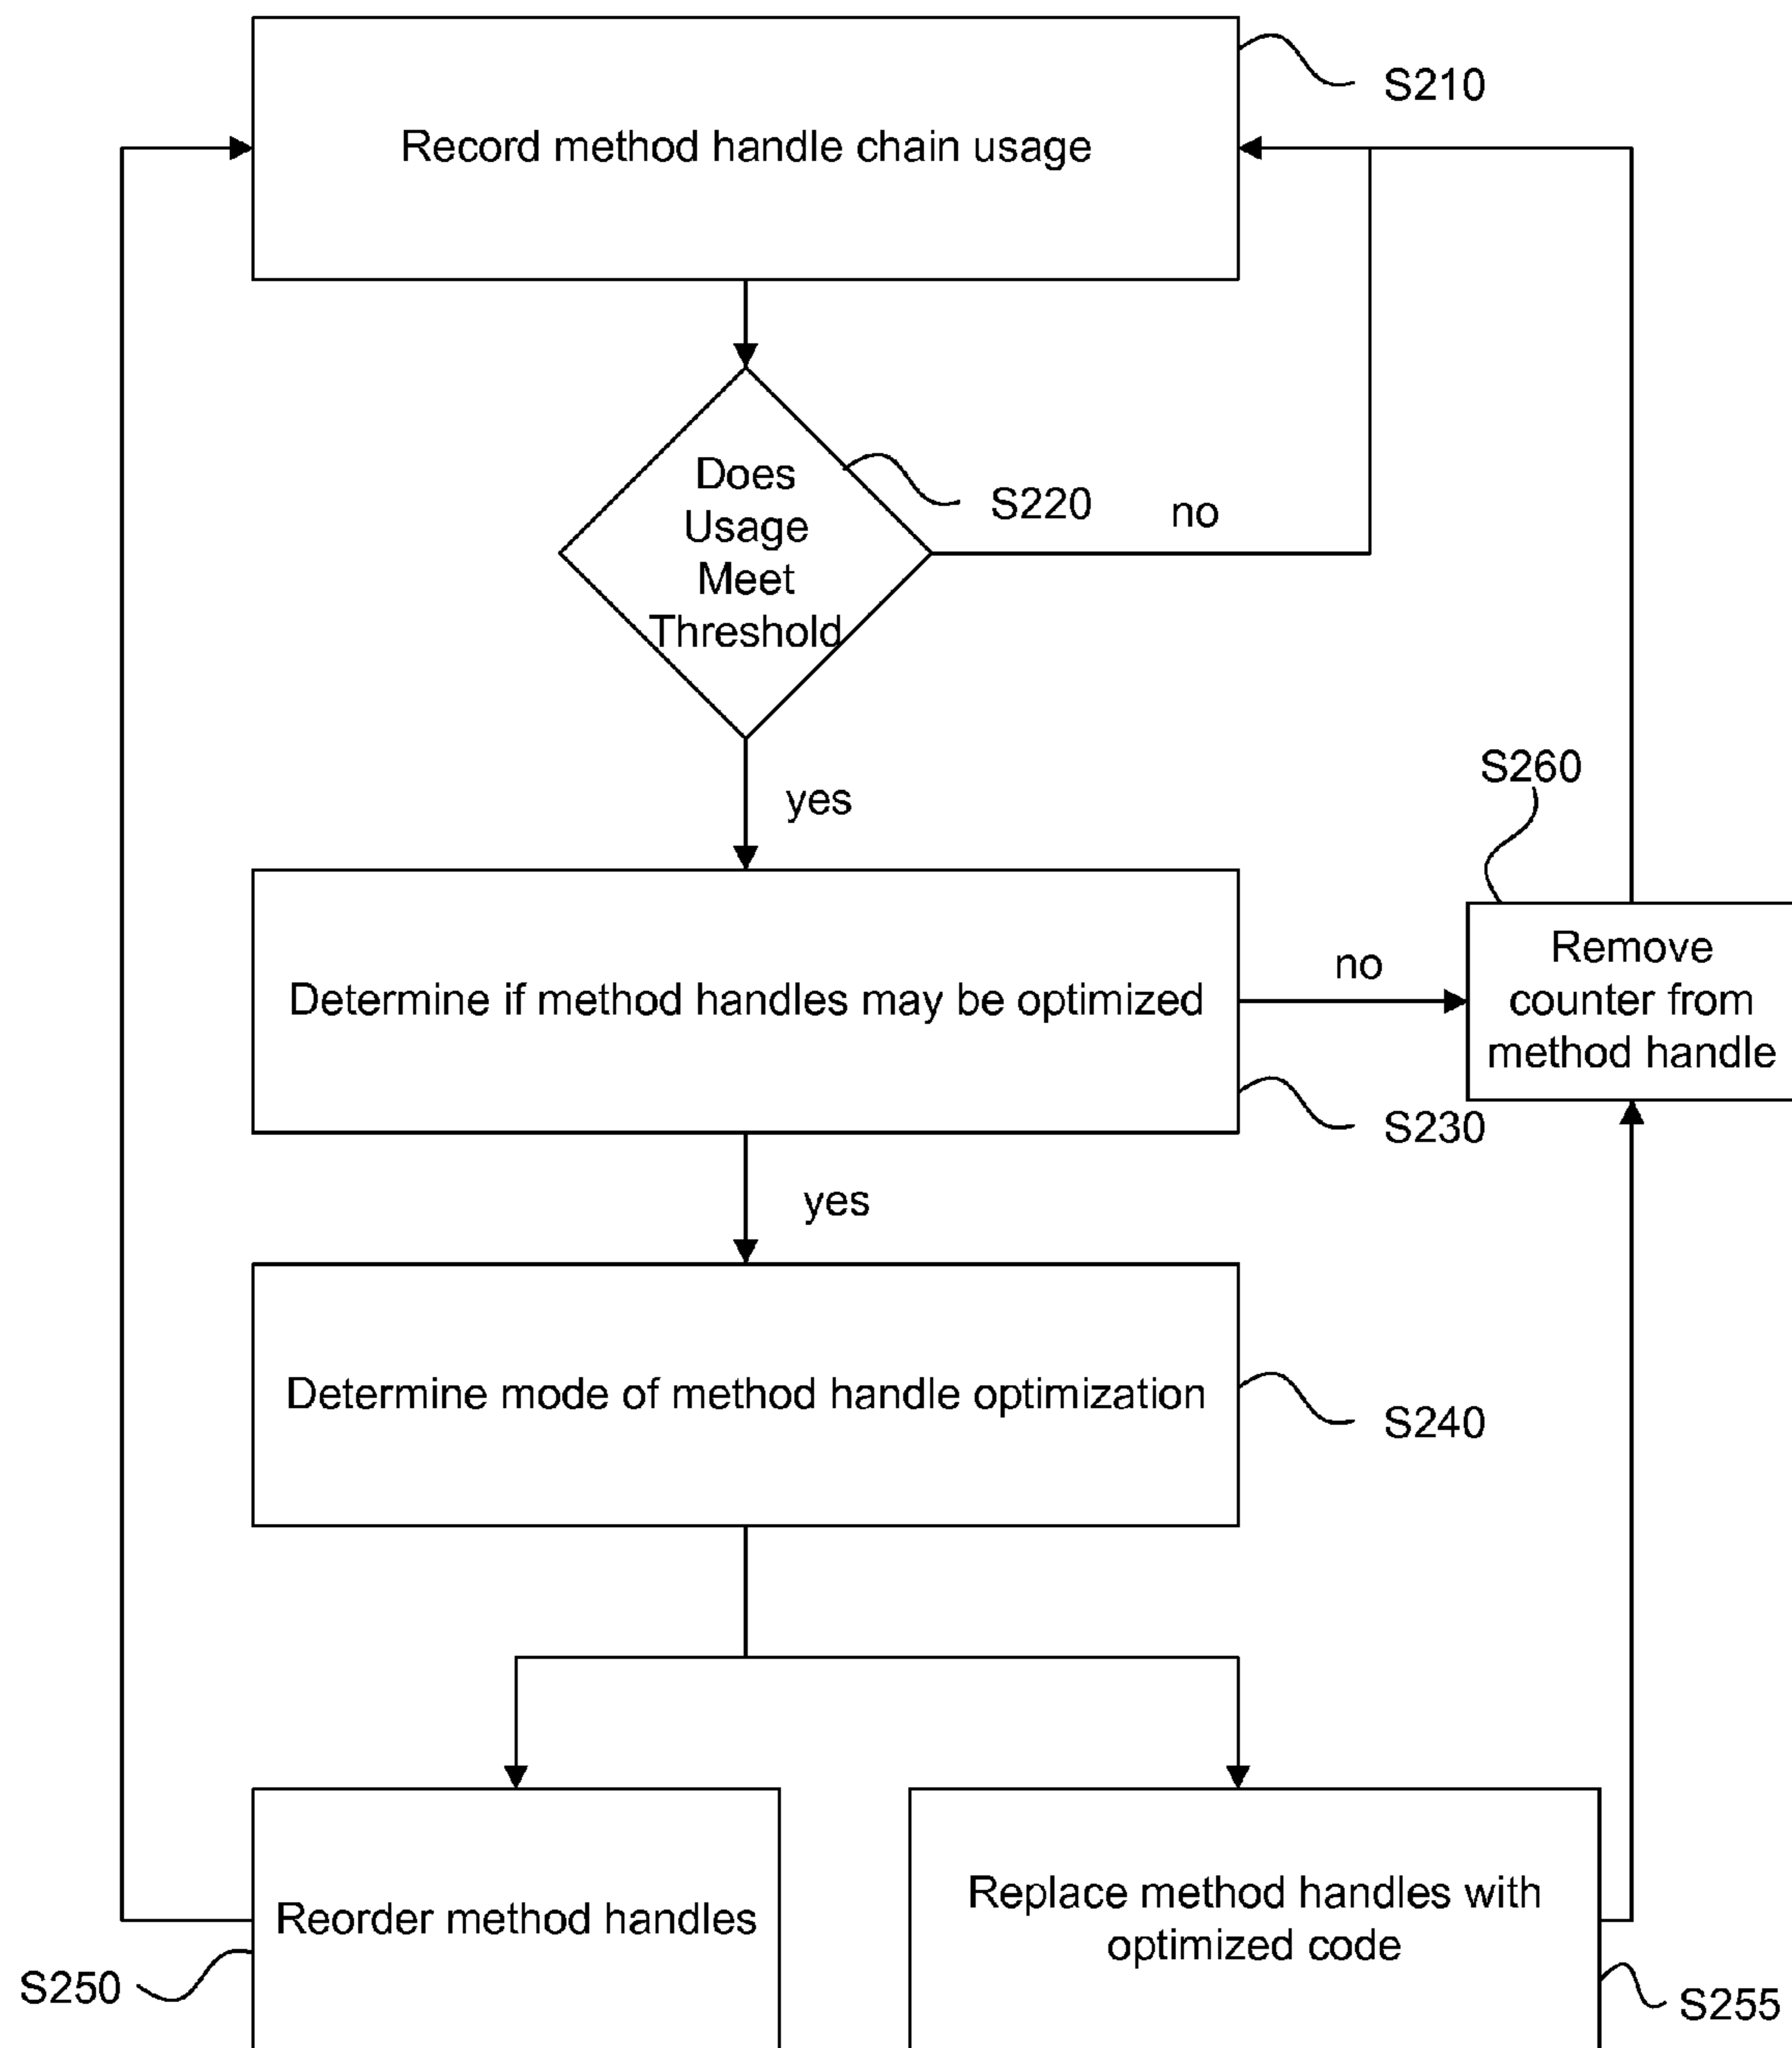 S210
Record method handle chain usage
Does
Usage
Meet
Threshold
S220
no
yes
S260
Remove
counter from
method handle
no
Determine if method handles may be optimized
S230
yes
Determine mode of method handle optimization
S240
Reorder method handles
Replace method handles with
optimized code
S250
S255